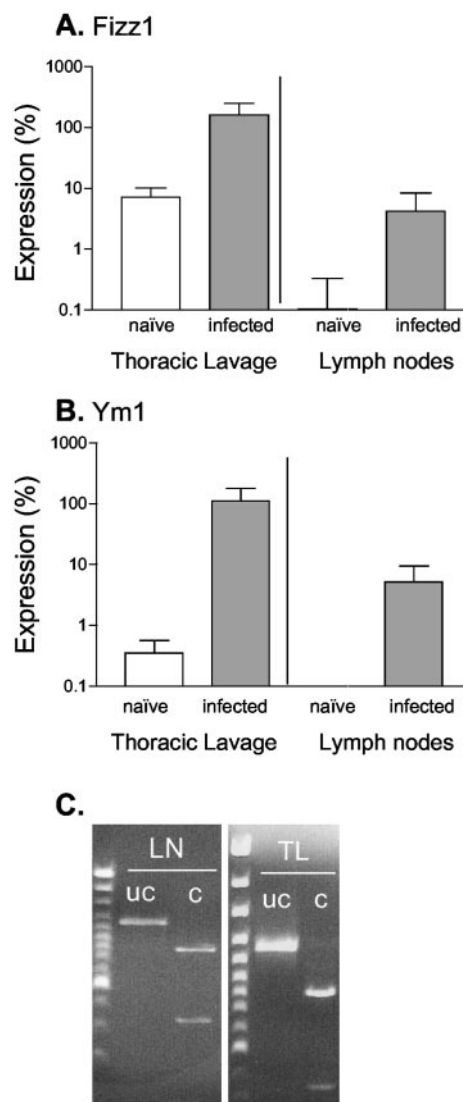 A. Fizz1
Expression (%)
1000
100
10
1
0.1
naïve infected naïve infected
Thoracic Lavage Lymph nodes
B. Ym1
Expression (%)
1000
100
10
1
0.1
naïve infected naïve infected
Thoracic Lavage Lymph nodes
C.
LN TL
uc c uc c